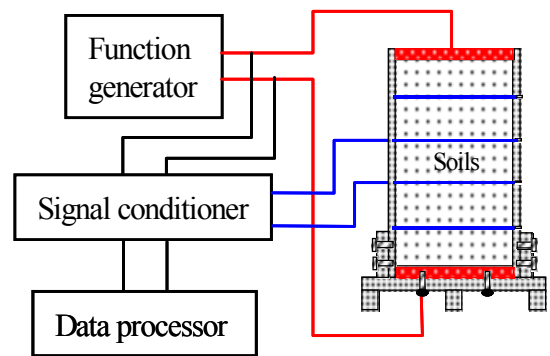 Function
generator
Soils
Signal conditioner
Data processor